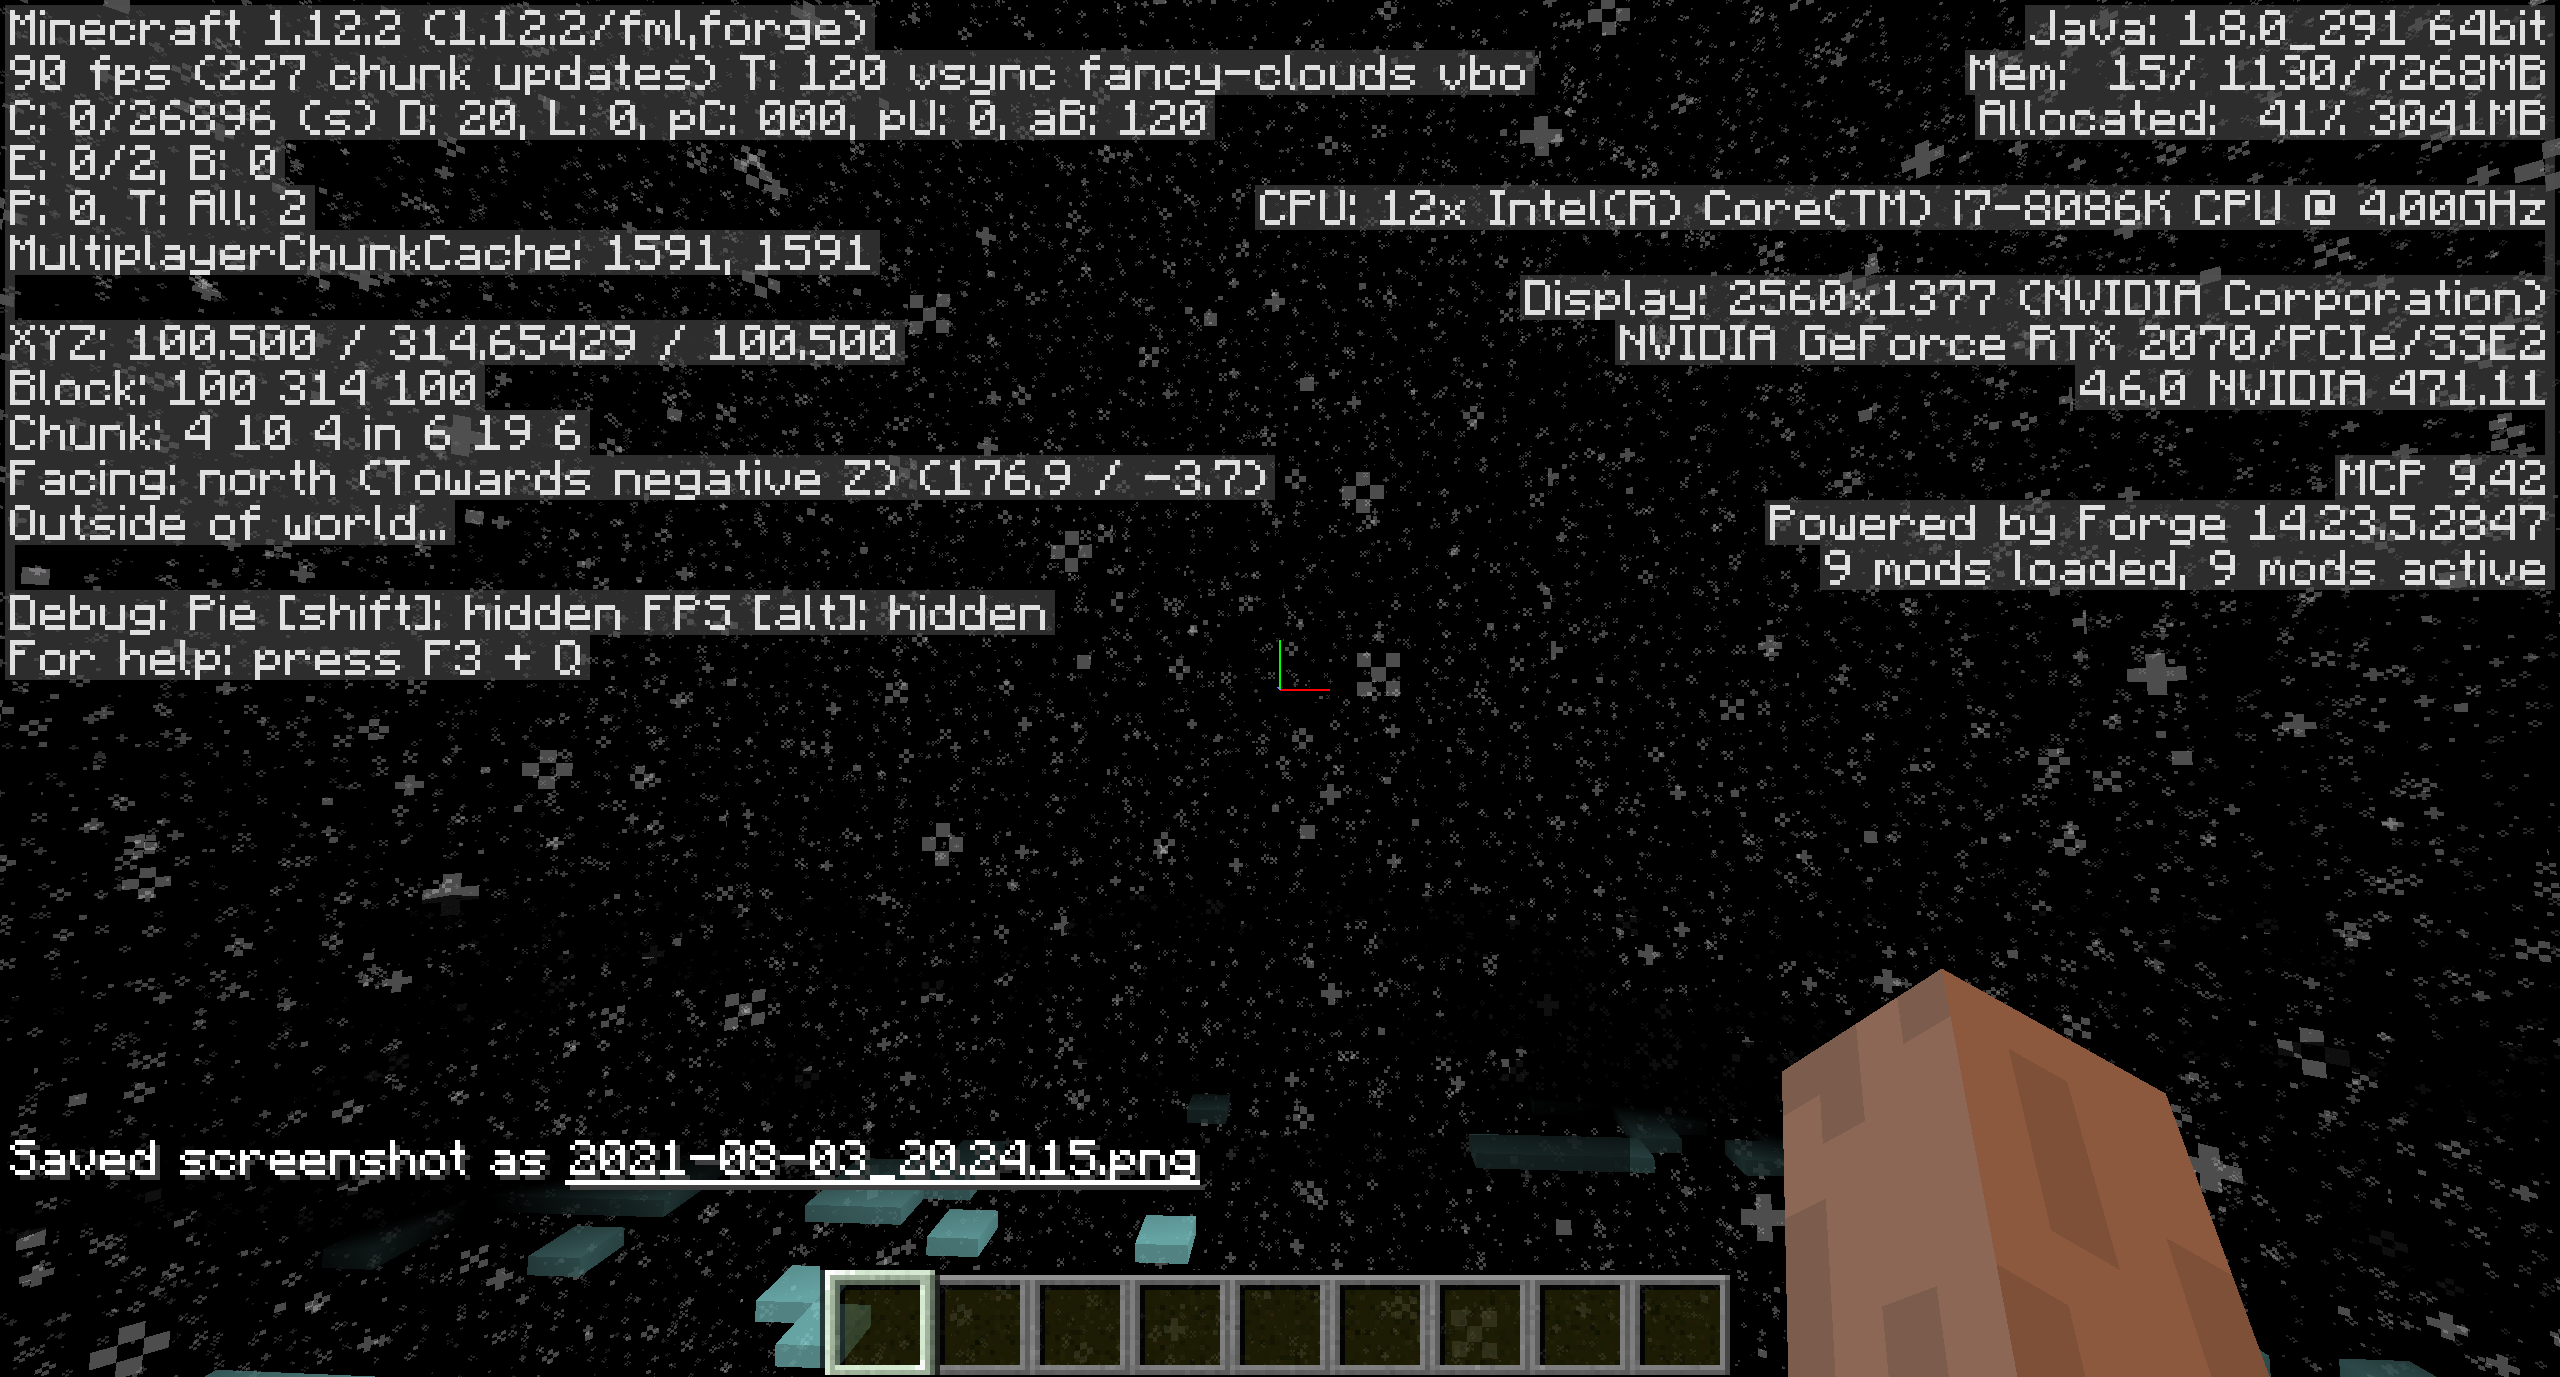 Minecraft 1.12.2 (1.12.2/fml,forge)
90 fps (227 chunk updates) T: 120 vsync fancy-clouds vbo
C: 0/26896 (s) D: 20, L: 0, pC: 000, pU: 0, aB: 120
E: 0/2, B: 0
P: 0. T: All: 2
MultiplayerChunkCache: 1591, 1591
XYZ: 100.500 / 314.65429 / 100.500
Block: 100 314 100
Chunk: 4 10 4 in 6 19 6
Facing: north (Towards negative Z) (176.9 / -3.7)
Outside of world...
Debug: Pie [shift]: hidden FPS [alt]: hidden
For help: press F3 + Q
Java: 1.8.0_291 64bit
Mem: 15% 1130/7268MB
Allocated: 41% 3041MB
CPU: 12x Intel(R) Core(TM) i7-8086K CPU @ 4.00GHz
Display: 2560x1377 (NVIDIA Corporation)
NVIDIA GeForce RTX 2070/PCIe/SSE2
4.6.0 NVIDIA 471.11
MCP 9.42
Powered by Forge 14.23.5.2847
9 mods loaded, 9 mods active
Saved screenshot as 2021-08-03_20.24.15.png